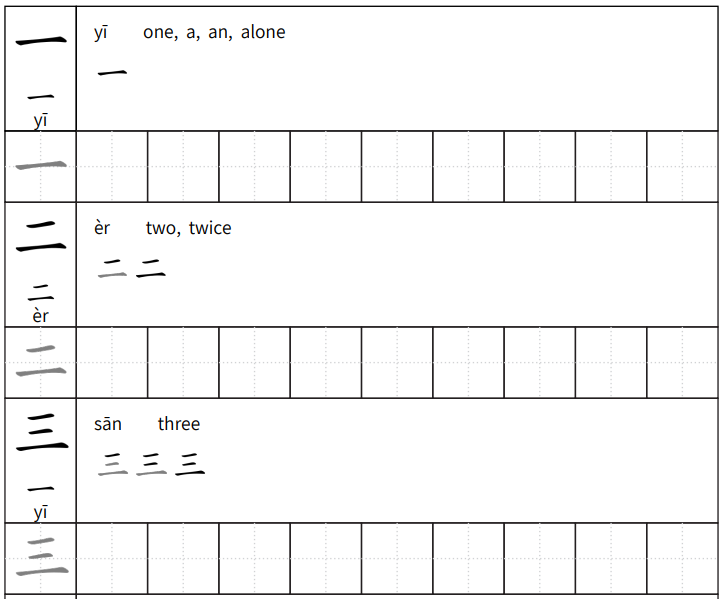 一 yī one, a, an, alone
一
一
yī
一
二 èr two, twice
二 二
二
èr
二
三 sān three
三 三 三
一
yī
三